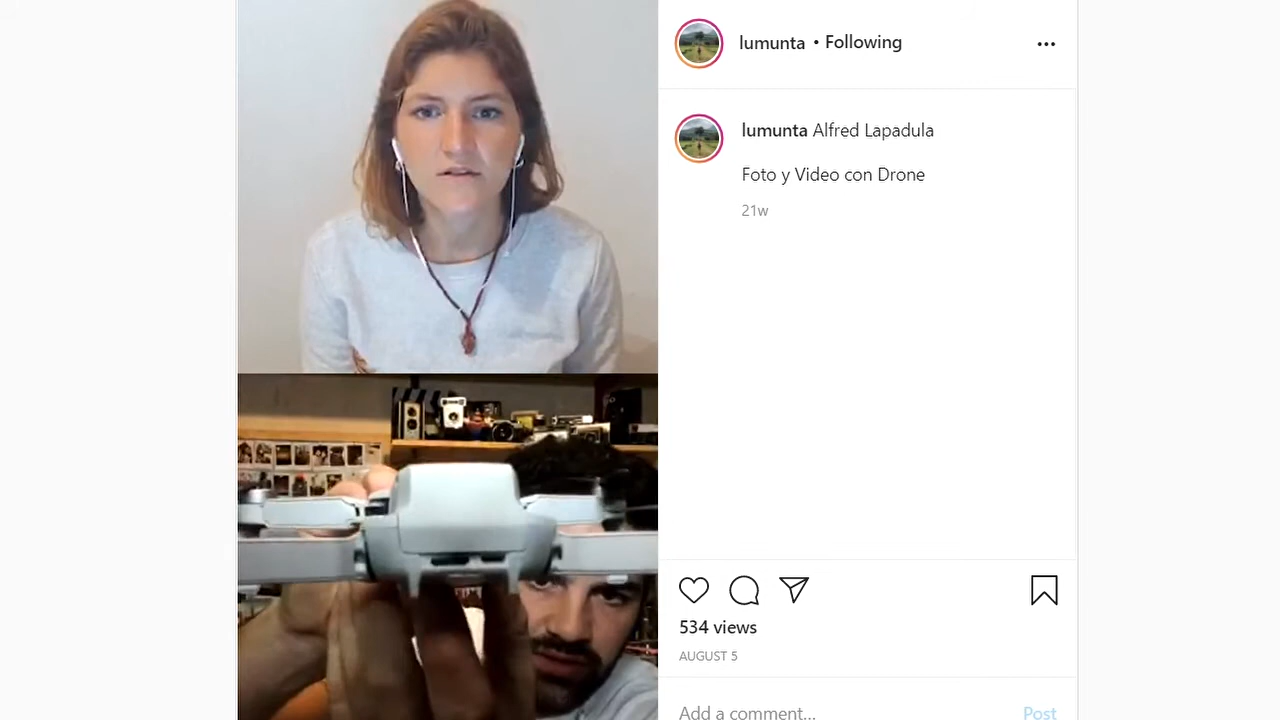 lumunta • Following
lumunta Alfred Lapadula
Foto y Video con Drone
21w
534 views
AUGUST 5
Add a comment...
Post